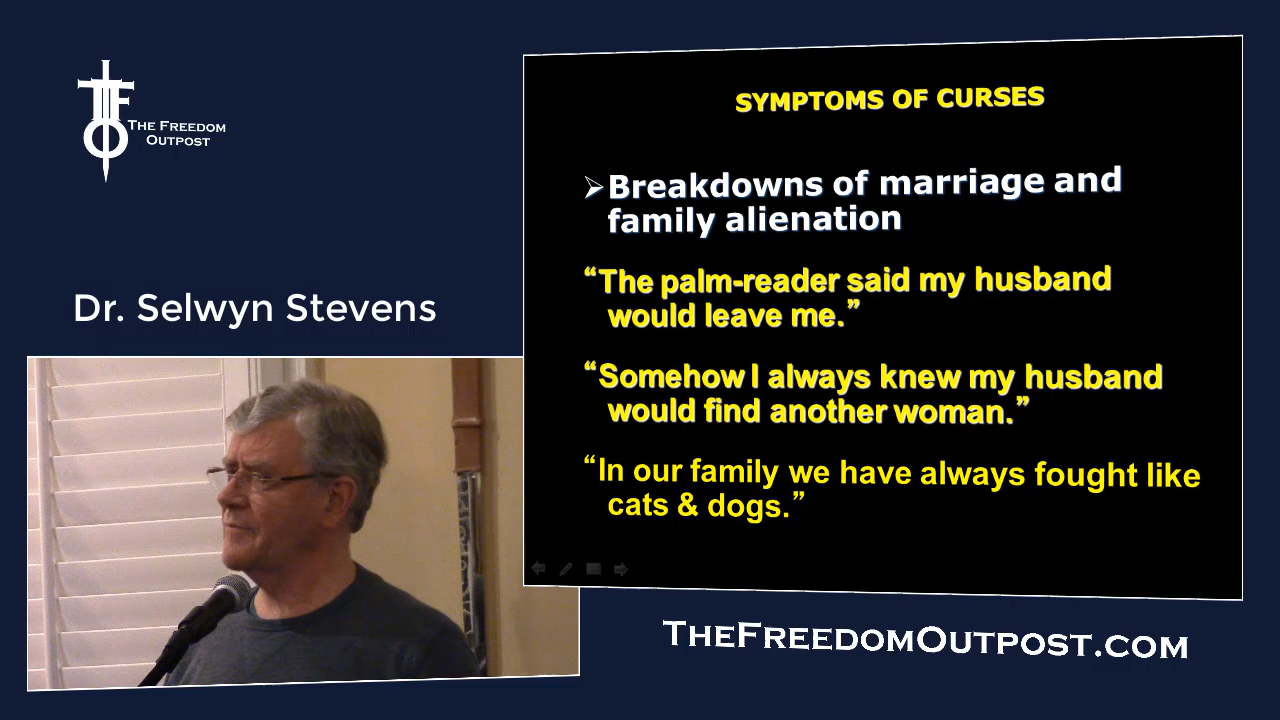 The Freedom
Outpost
Dr. Selwyn Stevens
SYMPTOMS OF CURSES
➢Breakdowns of marriage and
family alienation
“The palm-reader said my husband
would leave me.”
“Somehow I always knew my husband
would find another woman.”
“In our family we have always fought like
cats & dogs.”
TheFreedomOutpost.com